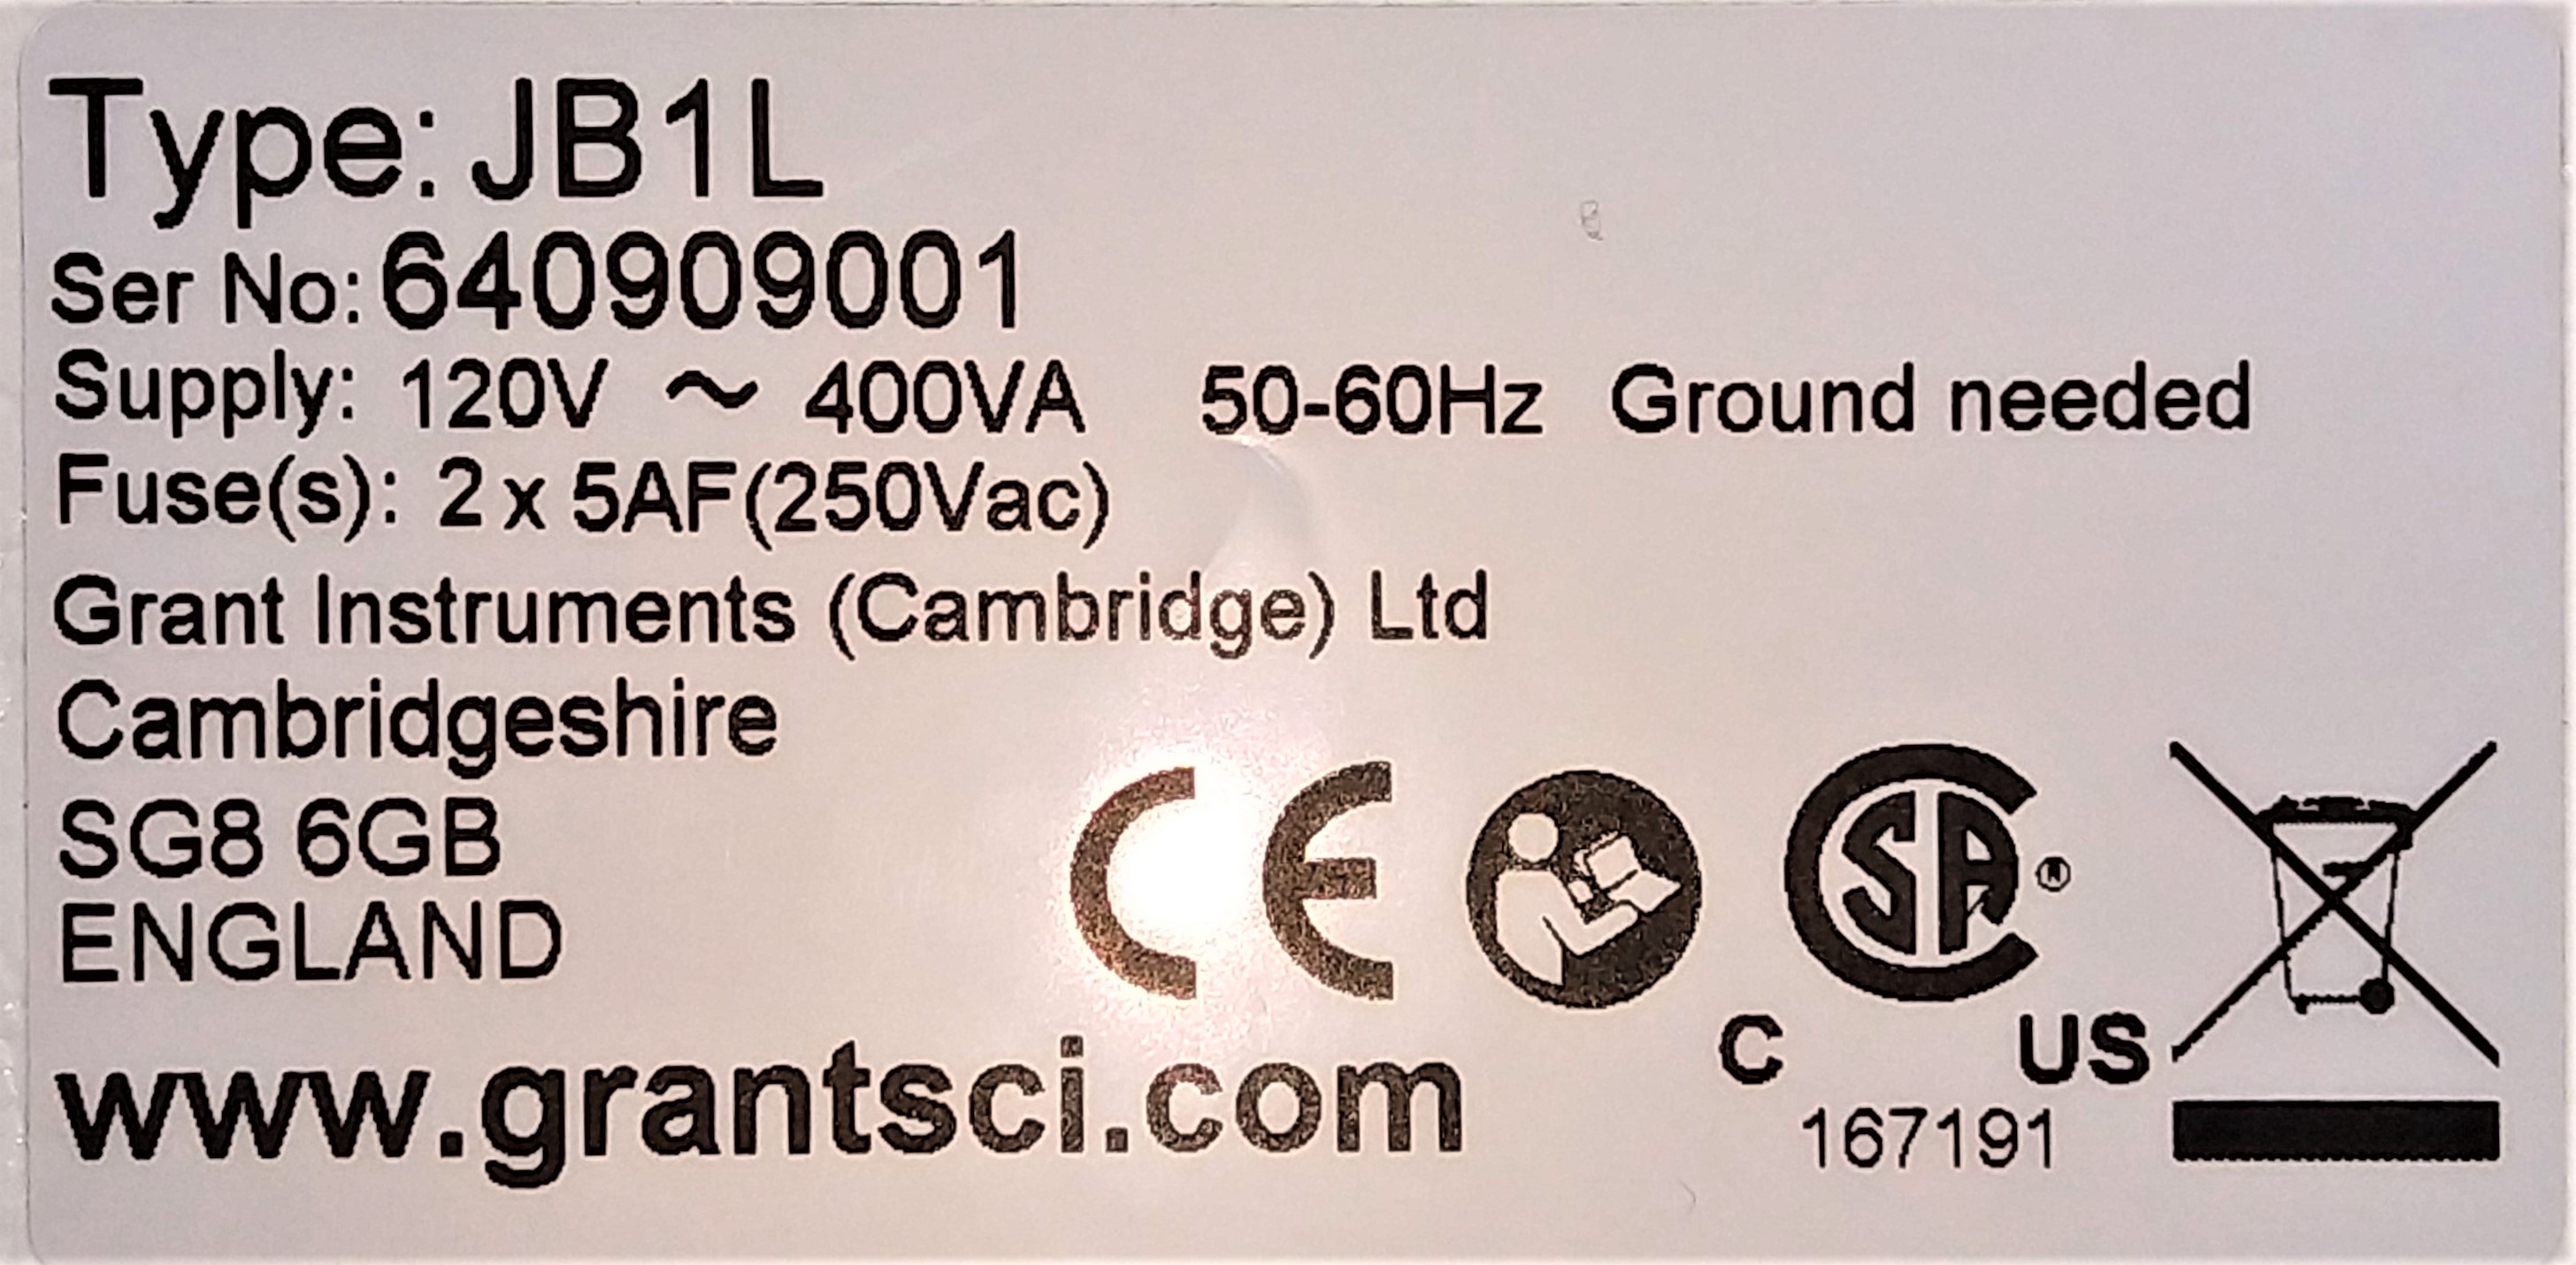 Type: JB1L
Ser No: 640909001
Supply: 120V ~ 400VA 50-60Hz Ground needed
Fuse(s): 2 x 5AF(250Vac)
Grant Instruments (Cambridge) Ltd
Cambridgeshire
SG8 6GB
ENGLAND
www.grantsci.com
CE
CSA ®
C US
167191